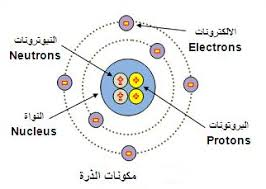 الالكترونات
Electrons
النيوترونات
Neutrons
النواة
Nucleus
البروتونات
Protons
مكونات الذرة